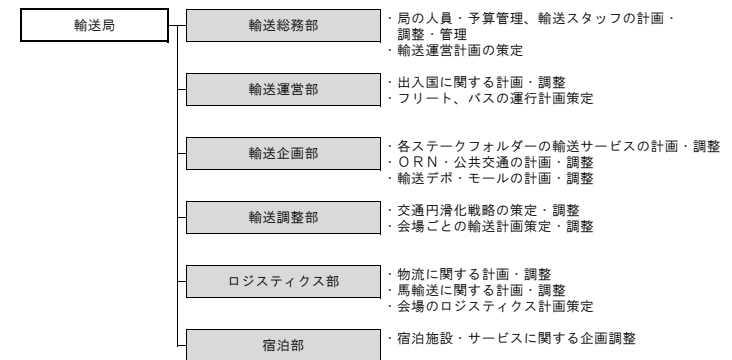 輸送局
輸送総務部
・局の人員・予算管理、輸送スタッフの計画・
調整・管理
・輸送運営計画の策定
輸送運営部
・出入国に関する計画・調整
・フリート、バスの運行計画策定
輸送企画部
・各ステークフォルダーの輸送サービスの計画・調整
・ＯＲＮ・公共交通の計画・調整
・輸送デポ・モールの計画・調整
輸送調整部
・交通円滑化戦略の策定・調整
・会場ごとの輸送計画策定・調整
ロジスティクス部
・物流に関する計画・調整
・馬輸送に関する計画・調整
・会場のロジスティクス計画策定
宿泊部
・宿泊施設・サービスに関する企画調整